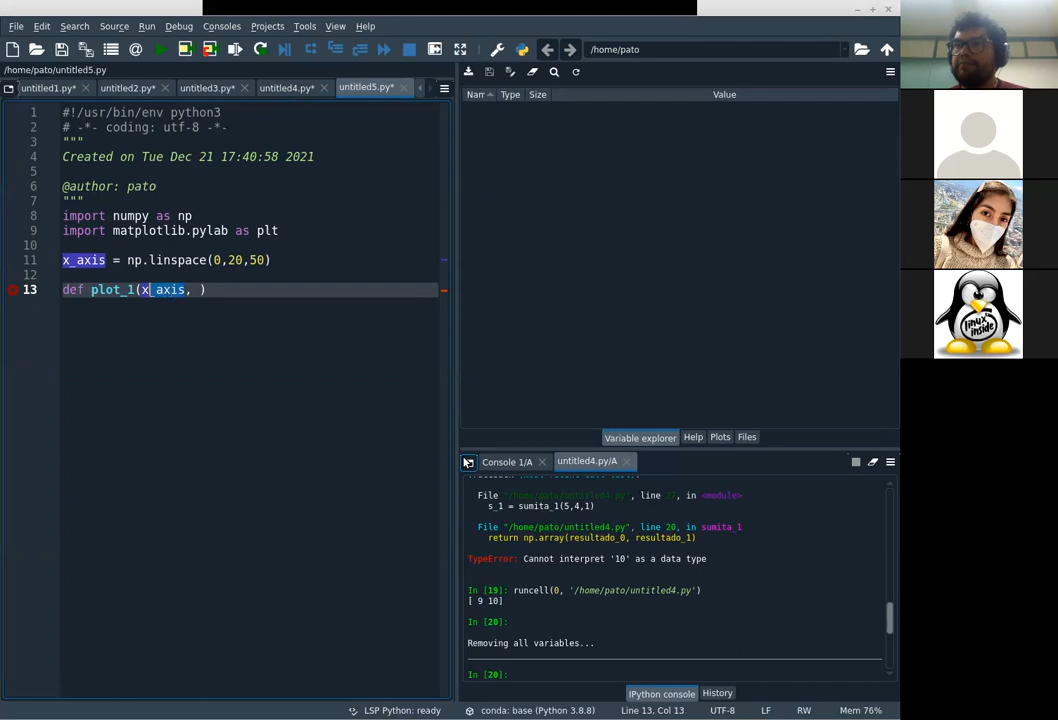 File Edit Search Source Run Debug Consoles Projects Tools View Help
/home/pato
/home/pato/untitled5.py
untitled1.py* untitled2.py* untitled3.py* untitled4.py* untitled5.py*
Type Size Value
1 #!/usr/bin/env python3
2 # -*- coding: utf-8 -*-
3 """
4 Created on Tue Dec 21 17:40:58 2021
5
6 @author: pato
7 """
8 import numpy as np
9 import matplotlib.pylab as plt
10
11 x_axis = np.linspace(0,20,50)
12
13 def plot_1(x_axis, )
Variable explorer Help Plots Files
Console 1/A untitled4.py/A
File "/home/pato/untitled4.py", line 27, in <module>
s_1 = sumita_1(5,4,1)
File "/home/pato/untitled4.py", line 20, in sumita_1
return np.array(resultado_0, resultado_1)
TypeError: Cannot interpret '10' as a data type
In [19]: runcell(0, '/home/pato/untitled4.py')
[ 9 10]
In [20]:
Removing all variables...
In [20]:
IPython console History
LSP Python: ready conda: base (Python 3.8.8) Line 13, Col 13 UTF-8 LF RW Mem 76%
linux inside